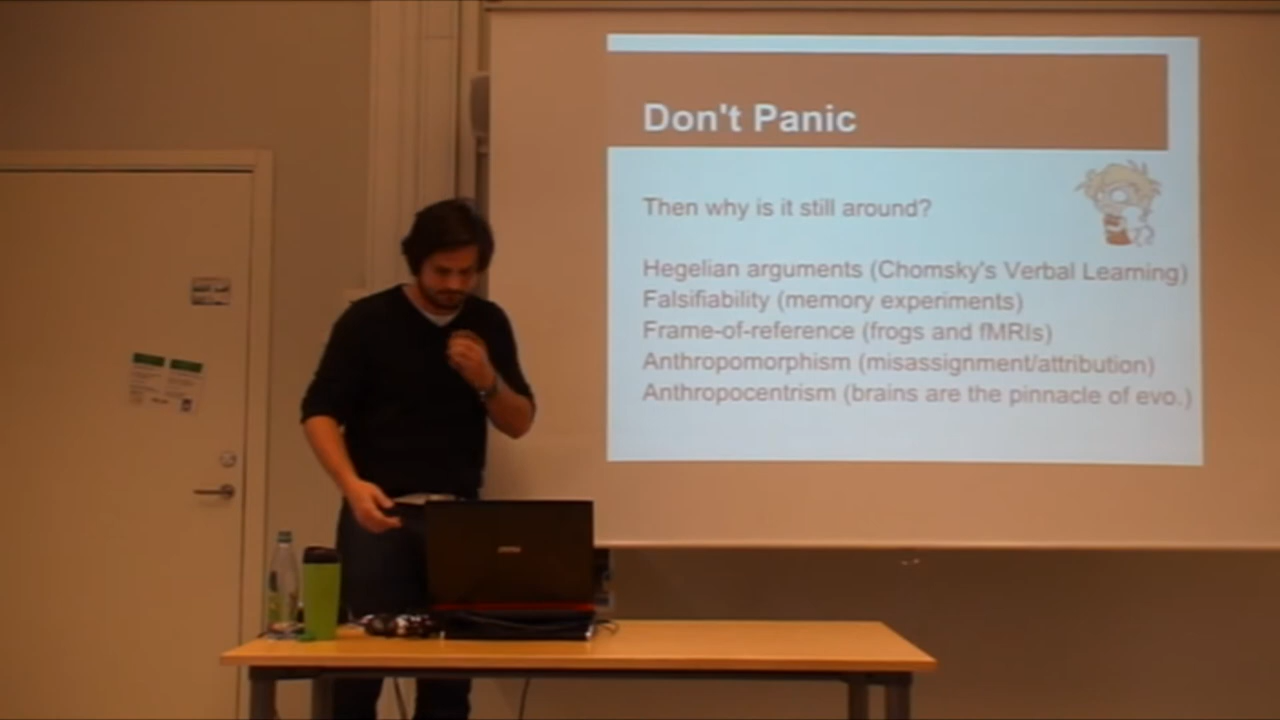 Don't Panic
Then why is it still around?
Hegelian arguments (Chomsky's Verbal Learning)
Falsifiability (memory experiments)
Frame-of-reference (frogs and fMRIs)
Anthropomorphism (misassignment/attribution)
Anthropocentrism (brains are the pinnacle of evo.)